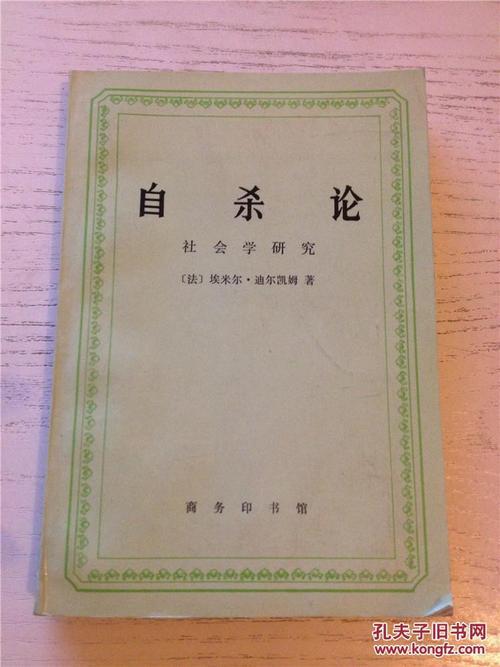 自杀论
社会学研究
〔法〕埃米尔·迪尔凯姆 著
商务印书馆
孔夫子旧书网
www.kongfz.com